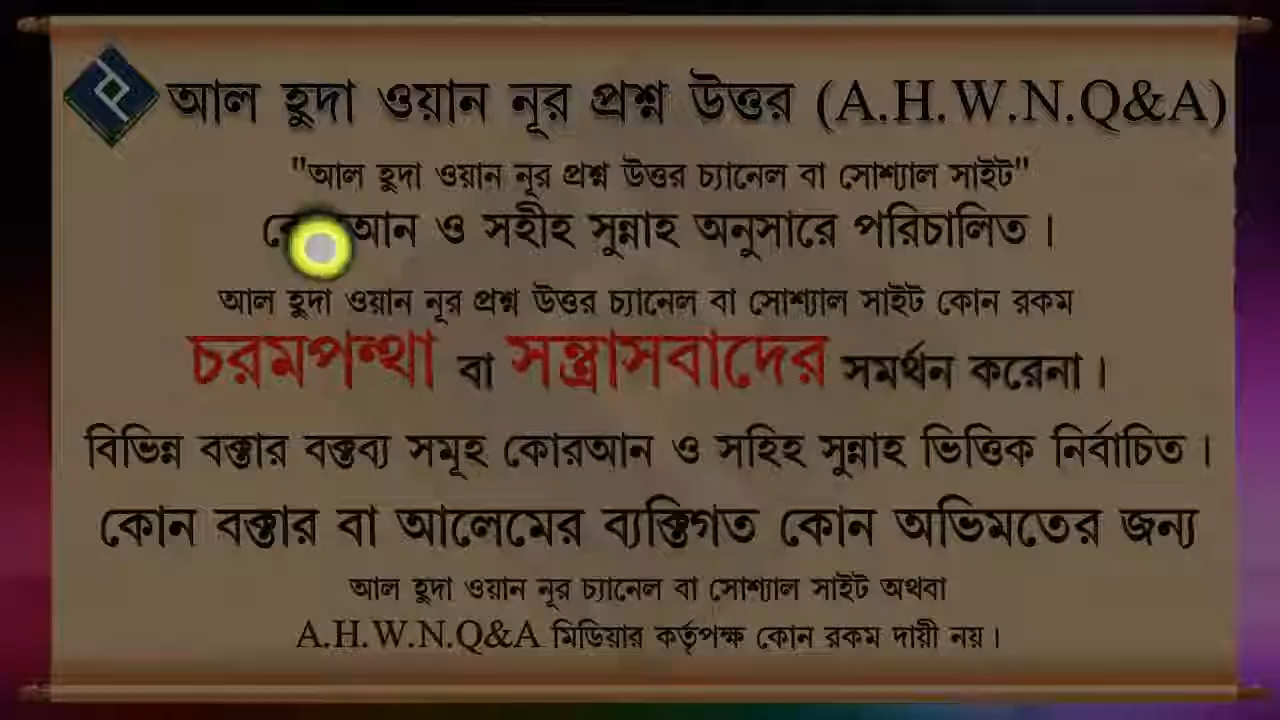 আল হুদা ওয়ান নূর প্রশ্ন উত্তর (A.H.W.N.Q&A)
"আল হুদা ওয়ান নূর প্রশ্ন উত্তর চ্যানেল বা সোশ্যাল সাইট"
ও সহীহ সুন্নাহ অনুসারে পরিচালিত ।
আল হুদা ওয়ান নূর প্রশ্ন উত্তর চ্যানেল বা সোশ্যাল সাইট কোন রকম
চরমপন্থা বা সন্ত্রাসবাদের সমর্থন করেনা ।
বিভিন্ন বক্তার বক্তব্য সমূহ কোরআন ও সহিহ সুন্নাহ ভিত্তিক নির্বাচিত ।
কোন বক্তার বা আলেমের ব্যক্তিগত কোন অভিমতের জন্য
আল হুদা ওয়ান নূর চ্যানেল বা সোশ্যাল সাইট অথবা
A.H.W.N.Q&A মিডিয়ার কর্তৃপক্ষ কোন রকম দায়ী নয় ।